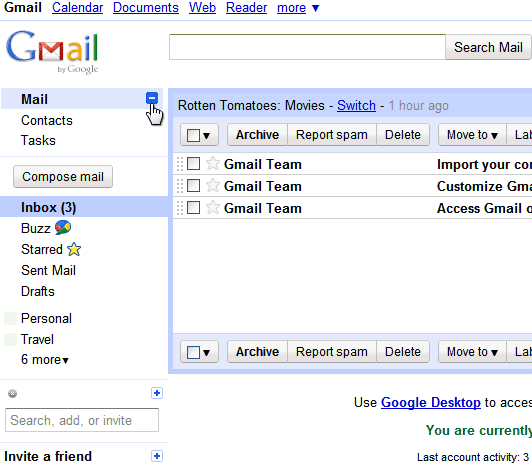 Gmail Calendar Documents Web Reader more ▼
Gmail
by Google
Search Mail
Mail
Contacts
Tasks
Compose mail
Inbox (3)
Buzz
Starred
Sent Mail
Drafts
Personal
Travel
6 more▼
Search, add, or invite
Invite a friend
Rotten Tomatoes: Movies - Switch - 1 hour ago
Archive Report spam Delete Move to ▼ Lab
Gmail Team Import your con
Gmail Team Customize Gma
Gmail Team Access Gmail o
Archive Report spam Delete Move to ▼ Lab
Use Google Desktop to acces
You are currently
Last account activity: 3